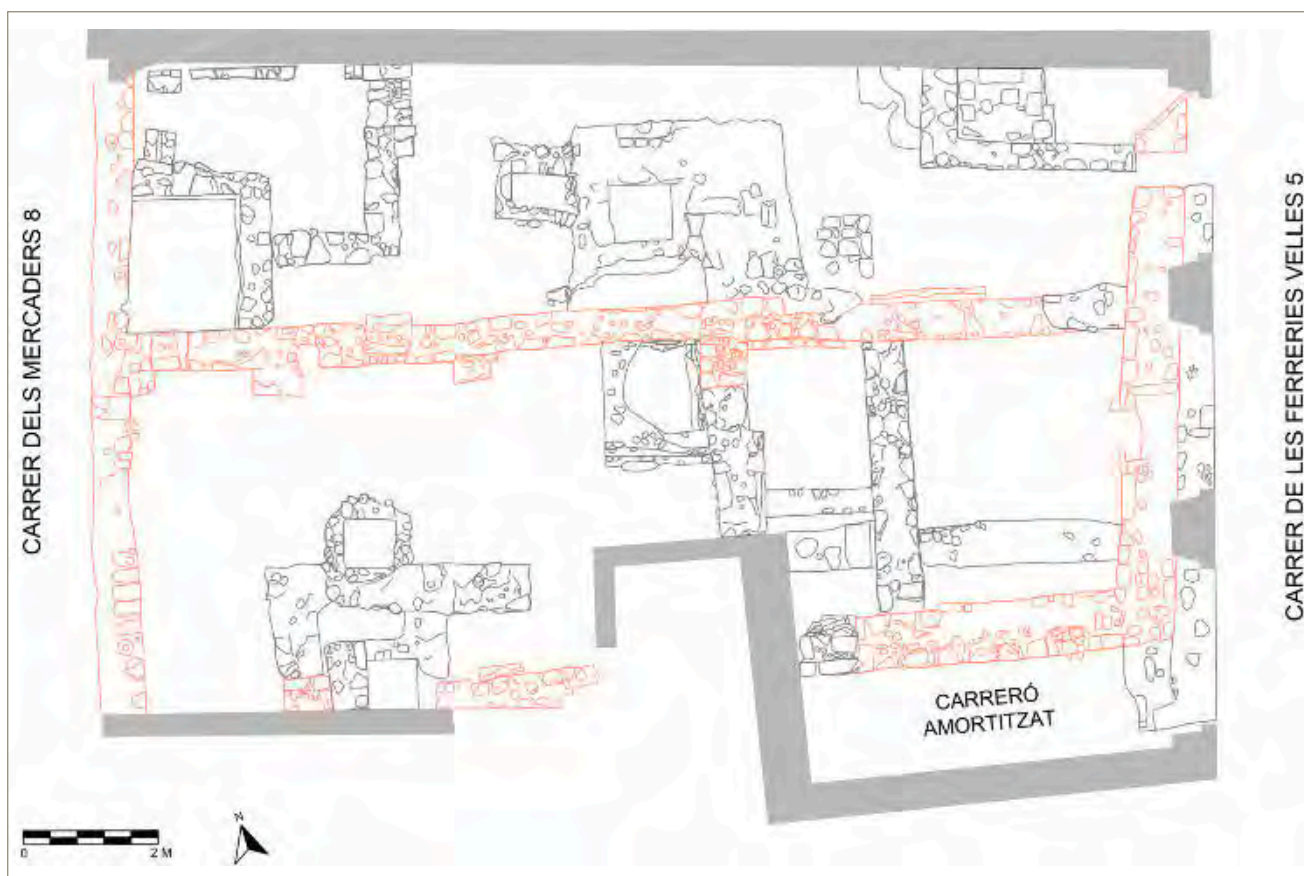 CARRER DELS MERCADERS 8
CARRER DE LES FERRERIES VELLES 5
CARRERÓ
AMORTITZAT
N
0 2 M